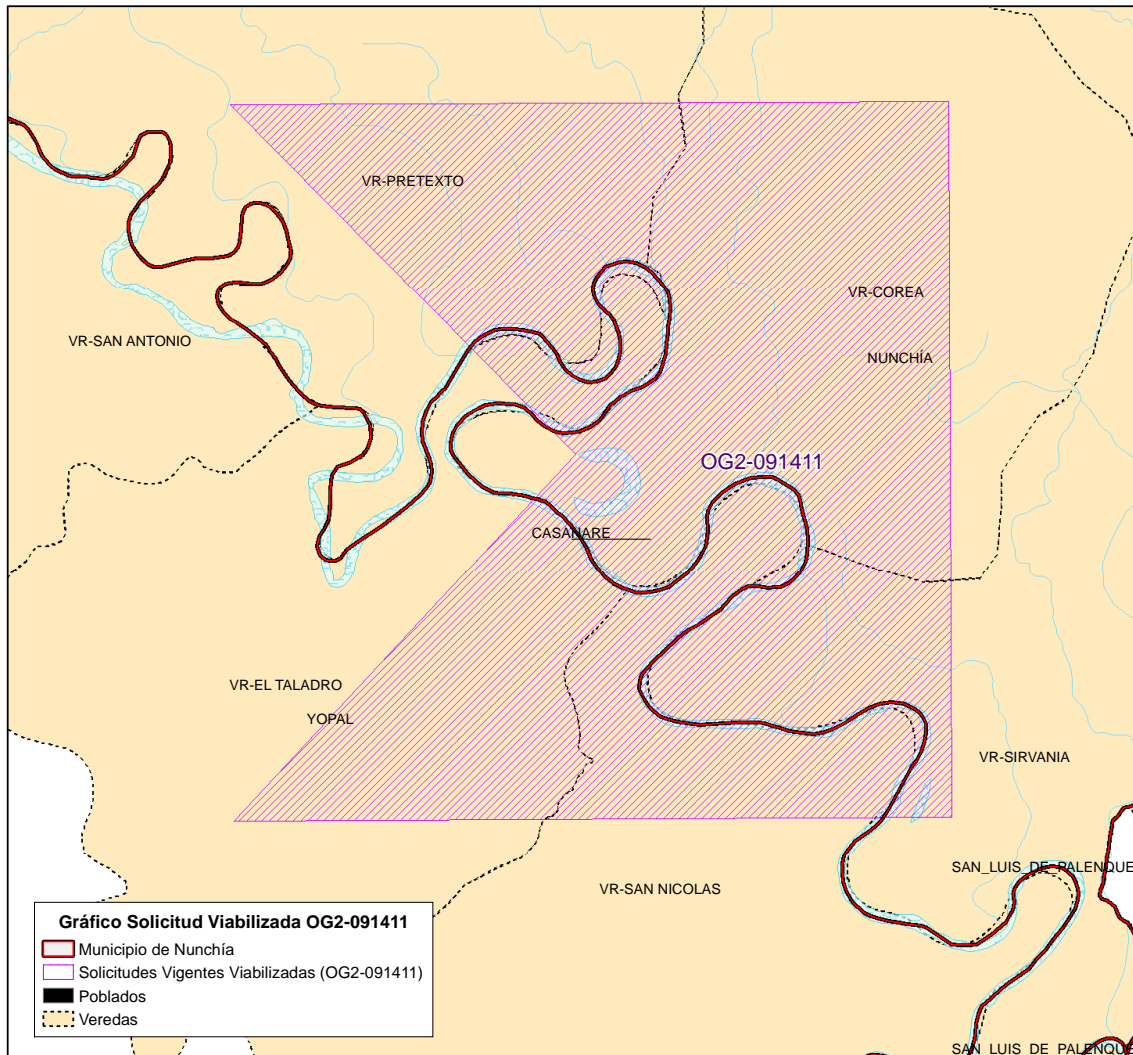 VR-PRETEXTO
VR-COREA
VR-SAN ANTONIO
NUNCHÍA
OG2-091411
CASANARE
VR-EL TALADRO
YOPAL
VR-SIRVANIA
SAN_LUIS_DE_PALENQUE
VR-SAN NICOLAS
Gráfico Solicitud Viabilizada OG2-091411
Municipio de Nunchía
Solicitudes Vigentes Viabilizadas (OG2-091411)
Poblados
Veredas
SAN_LUIS_DE_PALENQUE